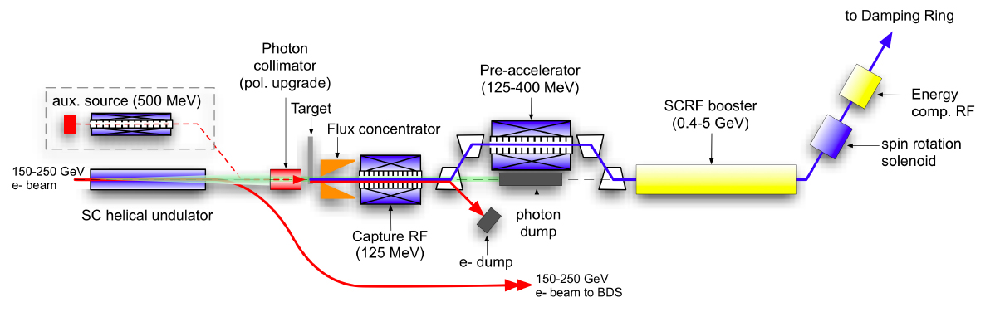 to Damping Ring
Photon
collimator
(pol. upgrade)
Pre-accelerator
(125-400 MeV)
aux. source (500 MeV)
Target
Flux concentrator
SCRF booster
(0.4-5 GeV)
Energy
comp. RF
spin rotation
solenoid
150-250 GeV
e- beam
SC helical undulator
Capture RF
(125 MeV)
photon
dump
e- dump
150-250 GeV
e- beam to BDS